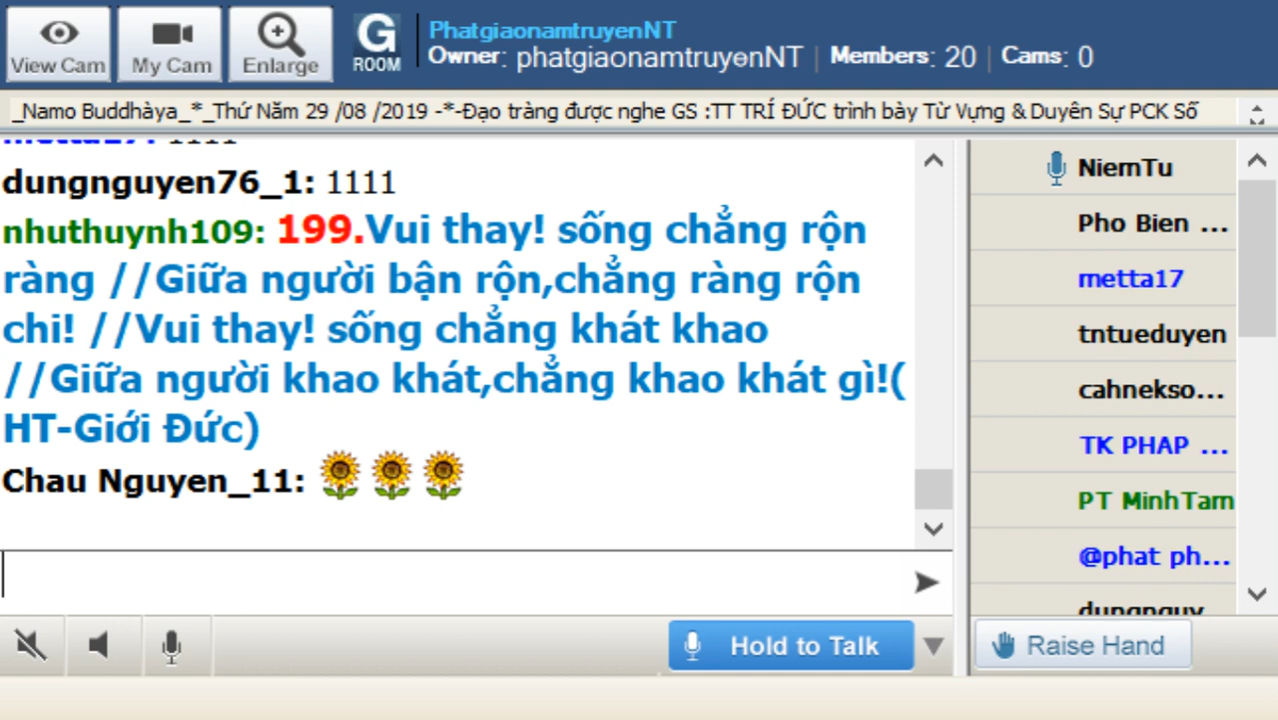 View Cam
My Cam
Enlarge
G
ROOM
PhatgiaonamtruyenNT
Owner: phatgiaonamtruyenNT | Members: 20 | Cams: 0
_Namo Buddhàya_*_Thứ Năm 29 /08 /2019 -*-Đạo tràng được nghe GS :TT TRÍ ĐỨC trình bày Từ Vựng & Duyên Sự PCK Số
dungnguyen76_1: 1111
nhuthuynh109: 199.Vui thay! sống chẳng rộn
ràng //Giữa người bận rộn,chẳng ràng rộn
chi! //Vui thay! sống chẳng khát khao
//Giữa người khao khát,chẳng khao khát gì!(
HT-Giới Đức)
Chau Nguyen_11:
NiemTu
Pho Bien ...
metta17
tntueduyen
cahnekso...
TK PHAP ...
PT MinhTam
@phat ph...
Hold to Talk
Raise Hand